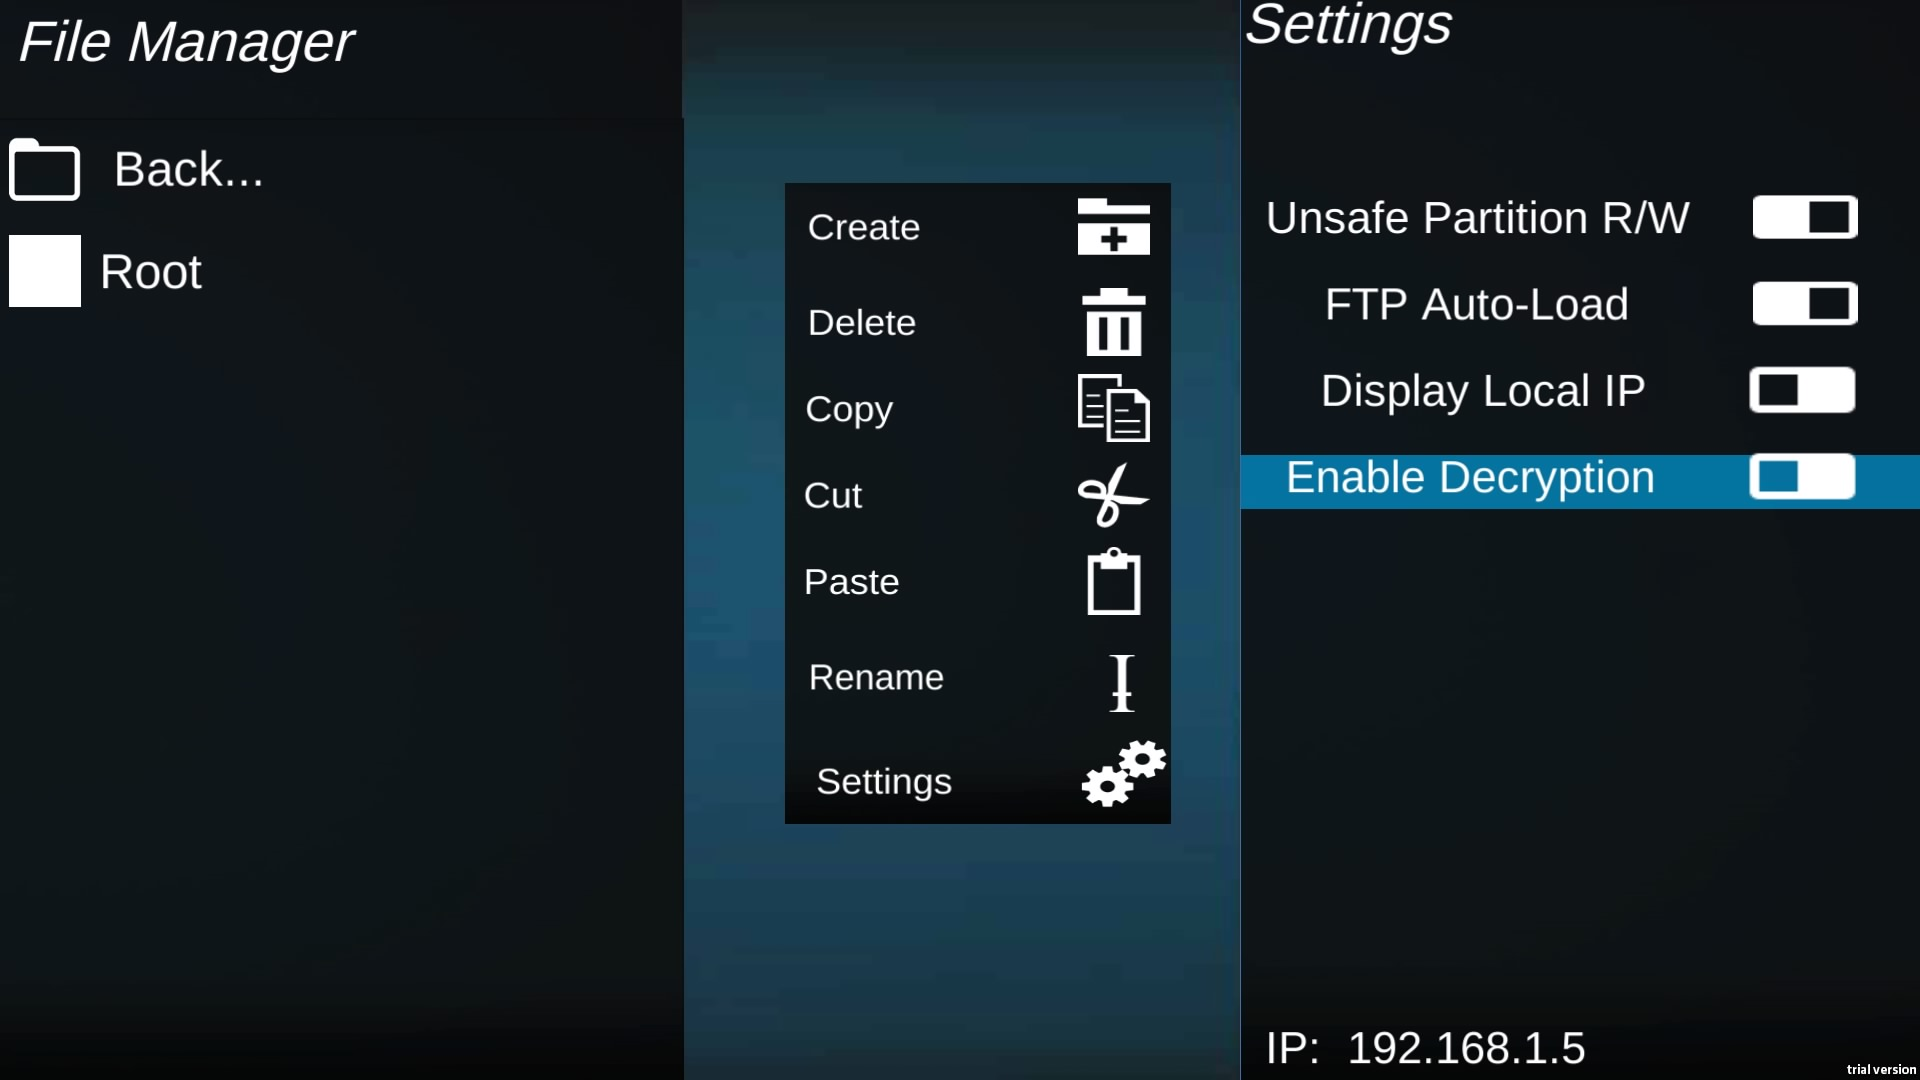 File Manager
Back...
Root
Create
Delete
Copy
Cut
Paste
Rename
Settings
Settings
Unsafe Partition R/W
FTP Auto-Load
Display Local IP
Enable Decryption
IP: 192.168.1.5
trial version